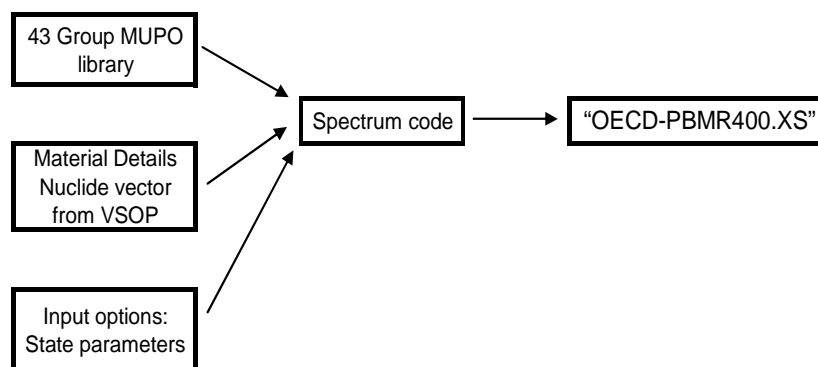 43 Group MUPO
library
Material Details
Nuclide vector
from VSOP
Input options:
State parameters
Spectrum code
“OECD-PBMR400.XS”